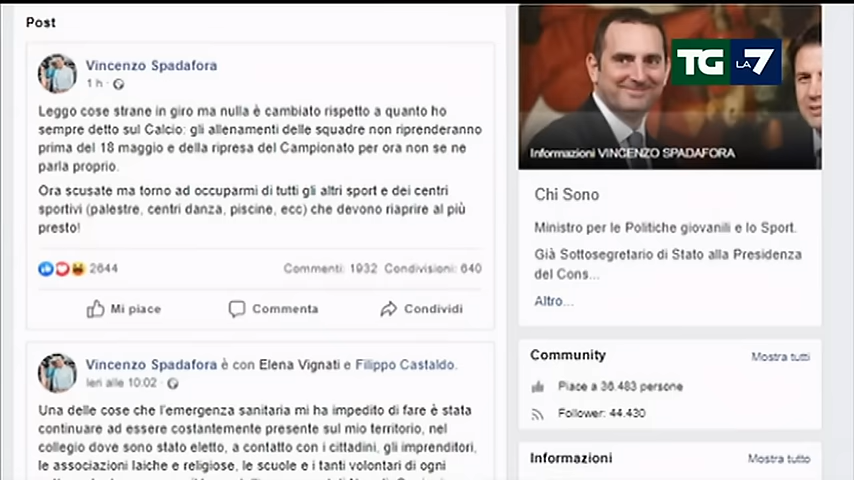 Post
Vincenzo Spadafora
1 h ·
Leggo cose strane in giro ma nulla è cambiato rispetto a quanto ho
sempre detto sul Calcio: gli allenamenti delle squadre non riprenderanno
prima del 18 maggio e della ripresa del Campionato per ora non se ne
parla proprio.
Ora scusate ma torno ad occuparmi di tutti gli altri sport e dei centri
sportivi (palestre, centri danza, piscine, ecc) che devono riaprire al più
presto!
2644
Commenti: 1932 Condivisioni: 640
Mi piace
Commenta
Condividi
Vincenzo Spadafora è con Elena Vignati e Filippo Castaldo.
Ieri alle 10:02 ·
Una delle cose che l'emergenza sanitaria mi ha impedito di fare è stata
continuare ad essere costantemente presente sul mio territorio, nel
collegio dove sono stato eletto, a contatto con i cittadini, gli imprenditori,
le associazioni laiche e religiose, le scuole e i tanti volontari di ogni
TG LA 7
Informazioni VINCENZO SPADAFORA
Chi Sono
Ministro per le Politiche giovanili e lo Sport.
Già Sottosegretario di Stato alla Presidenza
del Cons...
Altro...
Community
Mostra tutti
Piace a 36.483 persone
Follower: 44.430
Informazioni
Mostra tutto